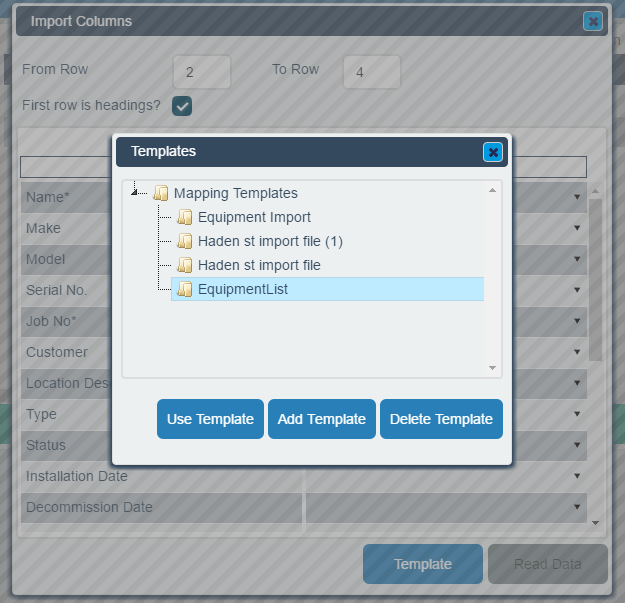 Import Columns
From Row 2 To Row 4
First row is headings?
Templates
Mapping Templates
Equipment Import
Haden st import file (1)
Haden st import file
EquipmentList
Use Template Add Template Delete Template
Name*
Make
Model
Serial No.
Job No*
Customer
Location Des
Type
Status
Installation Date
Decommission Date
Template Read Data